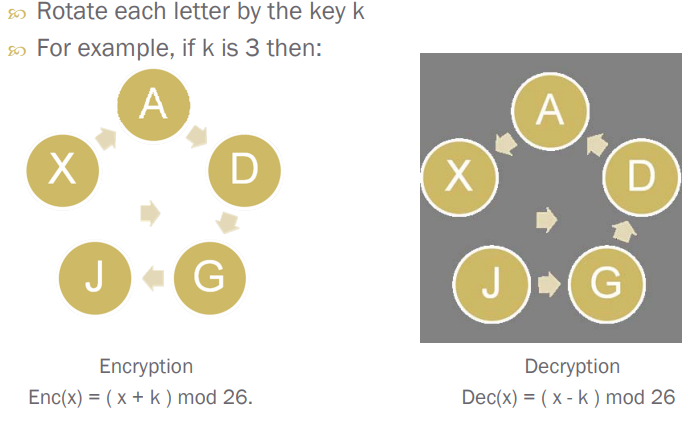 Rotate each letter by the key k
For example, if k is 3 then:
A
X
D
J
G
A
X
D
J
G
Encryption
Enc(x) = ( x + k ) mod 26.
Decryption
Dec(x) = ( x - k ) mod 26